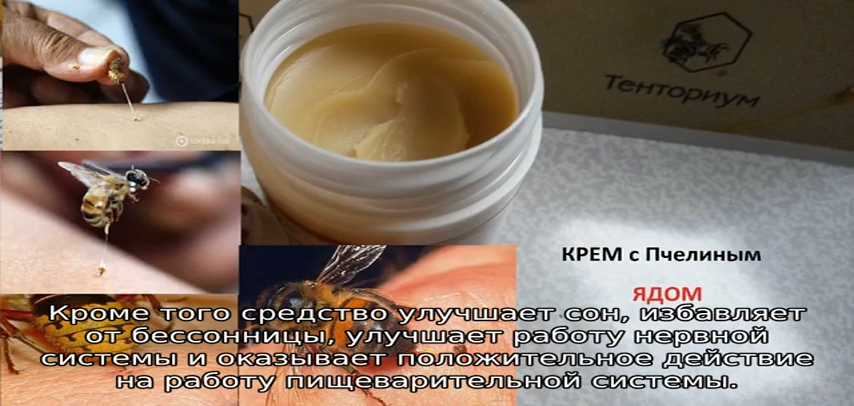 Тенториум
КРЕМ с Пчелиным
ЯДОМ
Кроме того средство улучшает сон, избавляет
от бессонницы, улучшает работу нервной
системы и оказывает положительное действие
на работу пищеварительной системы.